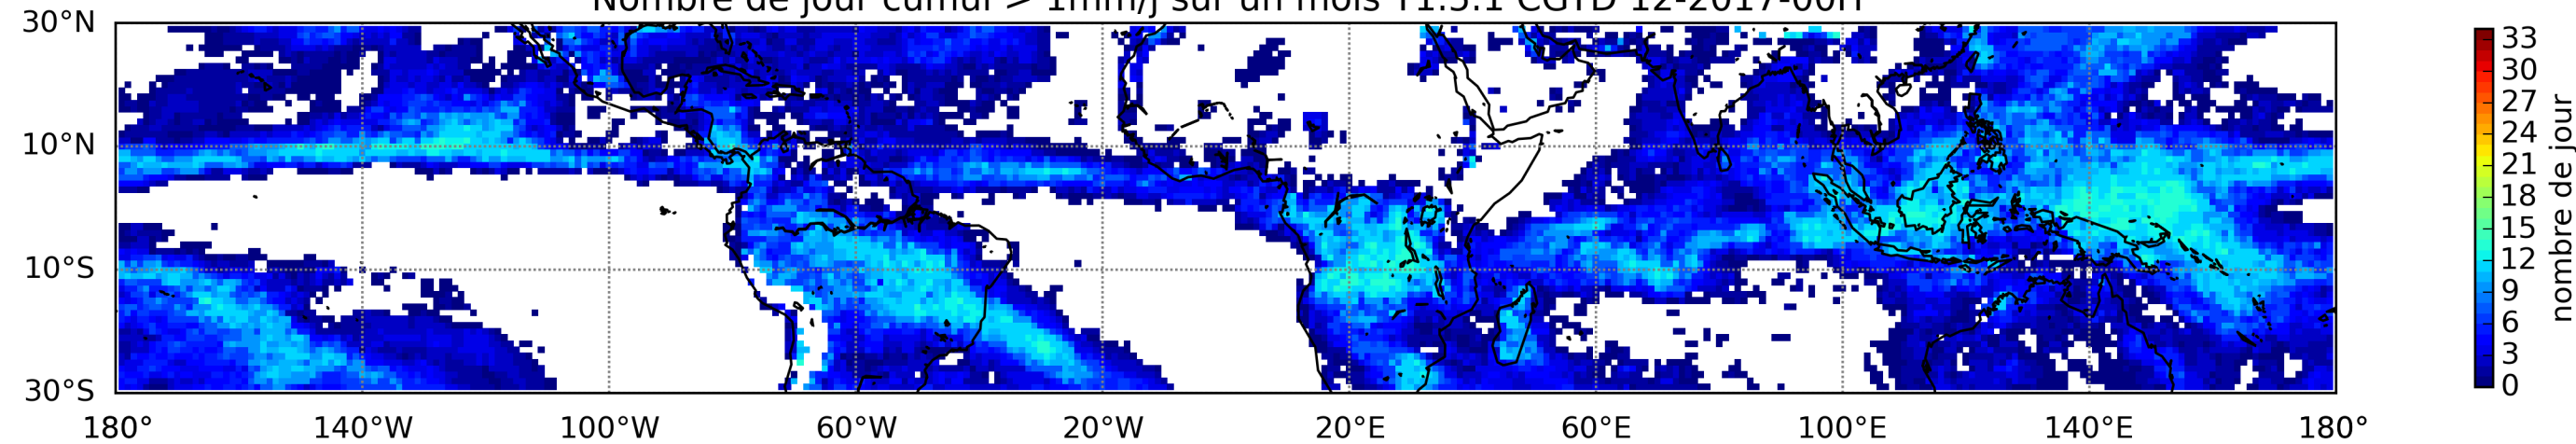 Nombre de jour cumul > 1mm/j sur un mois T1.5.1 CGTD 12-2017-00H
30°N
10°N
10°S
30°S
180° 140°W 100°W 60°W 20°W 20°E 60°E 100°E 140°E 180°
33
30
27
24
21
18
15
12
9
6
3
0
nombre de jour